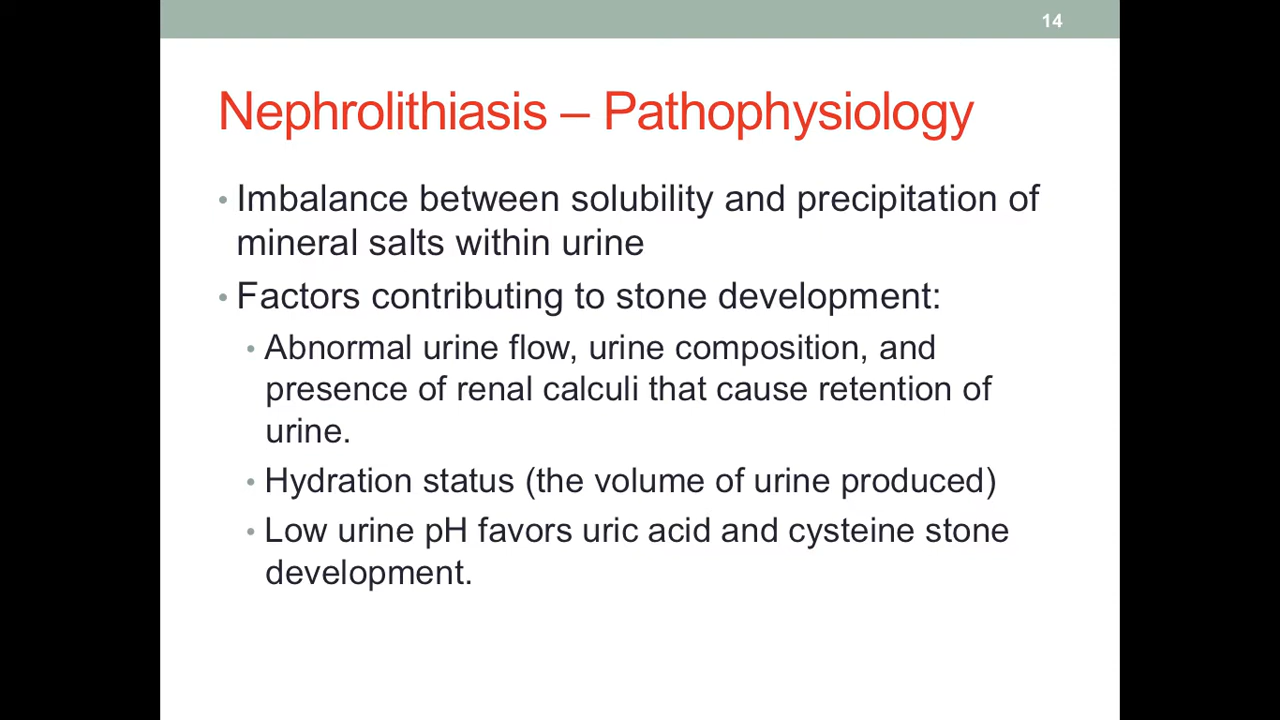 14
Nephrolithiasis – Pathophysiology
• Imbalance between solubility and precipitation of
mineral salts within urine
• Factors contributing to stone development:
• Abnormal urine flow, urine composition, and
presence of renal calculi that cause retention of
urine.
• Hydration status (the volume of urine produced)
• Low urine pH favors uric acid and cysteine stone
development.